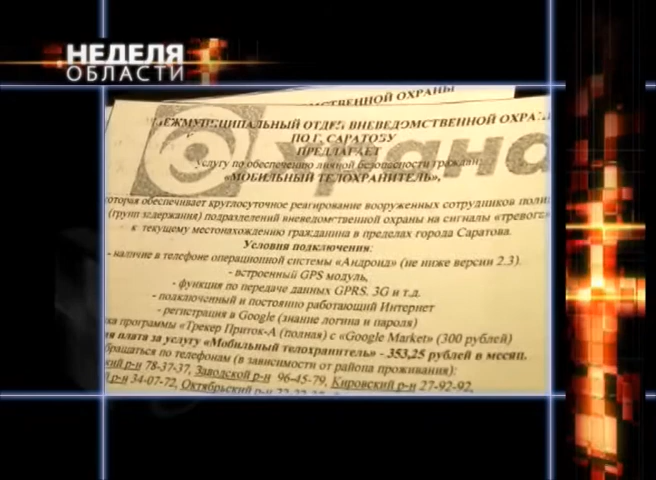 НЕДЕЛЯ
ОБЛАСТИ
ОХРАНЫ
МЕЖМУНИЦИПАЛЬНЫЙ ОТДЕЛ ВНЕВЕДОМСТВЕННОЙ ОХРАН
ПО Г. САРАТОВУ
ПРЕДЛАГАЕТ
услугу по обеспечению личной безопасности граждан:
«МОБИЛЬНЫЙ ТЕЛОХРАНИТЕЛЬ»,
охрана
которая обеспечивает круглосуточное реагирование вооруженных сотрудников поли
(групп задержания) подразделений вневедомственной охраны на сигналы «тревога»
к текущему местонахождению гражданина в пределах города Саратова.
Условия подключения:
- наличие в телефоне операционной системы «Андроид» (не ниже версии 2.3).
- встроенный GPS модуль,
- функция по передаче данных GPRS, 3G и т.д.
- подключенный и постоянно работающий Интернет
- регистрация в Google (знание логина и пароля)
ка программы «Трекер Приток-А (полная) с «Google Market» (300 рублей)
я плата за услугу «Мобильный телохранитель» - 353,25 рублей в месяц.
бращаться по телефонам (в зависимости от района проживания):
кий р-н 78-37-37, Заводской р-н 96-45-79, Кировский р-н 27-92-92,
р-н 34-07-72, Октябрьский р-н